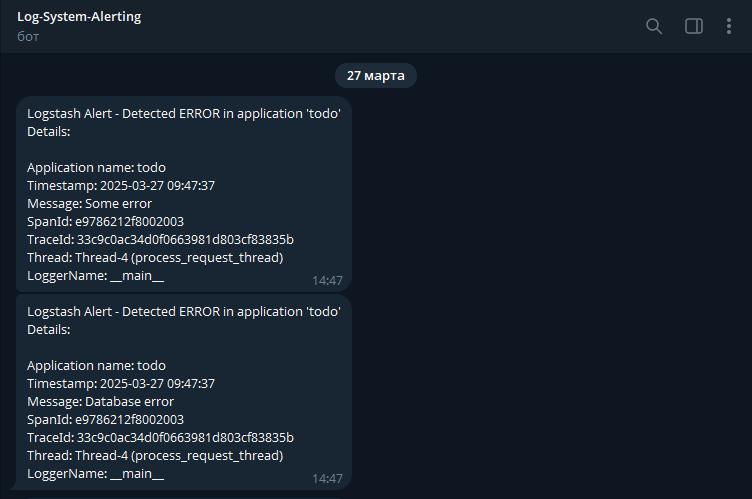 Log-System-Alerting
бот
27 марта
Logstash Alert - Detected ERROR in application 'todo'
Details:
Application name: todo
Timestamp: 2025-03-27 09:47:37
Message: Some error
SpanId: e9786212f8002003
TraceId: 33c9c0ac34d0f0663981d803cf83835b
Thread: Thread-4 (process_request_thread)
LoggerName: __main__
14:47
Logstash Alert - Detected ERROR in application 'todo'
Details:
Application name: todo
Timestamp: 2025-03-27 09:47:37
Message: Database error
SpanId: e9786212f8002003
TraceId: 33c9c0ac34d0f0663981d803cf83835b
Thread: Thread-4 (process_request_thread)
LoggerName: __main__
14:47